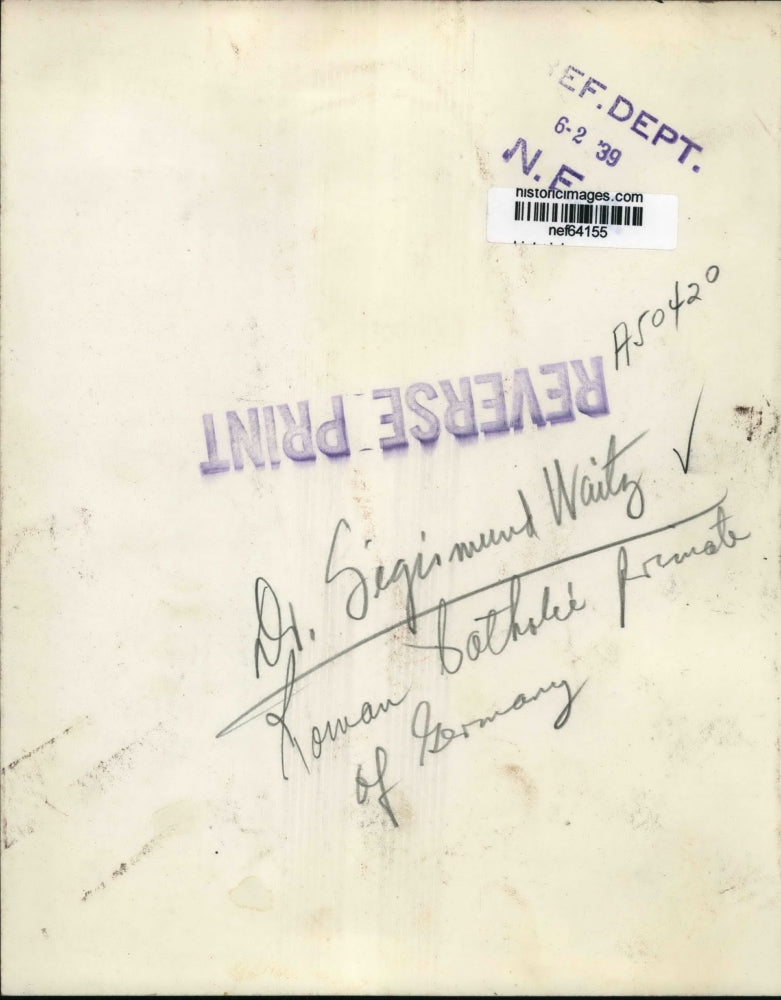 EF. DEPT.
6-2 '39
N. E
historicimages.com
nef64155
A50420
REVERSE PRINT
Dr. Sigismund Waitz
Roman Catholic Primate
of Germany